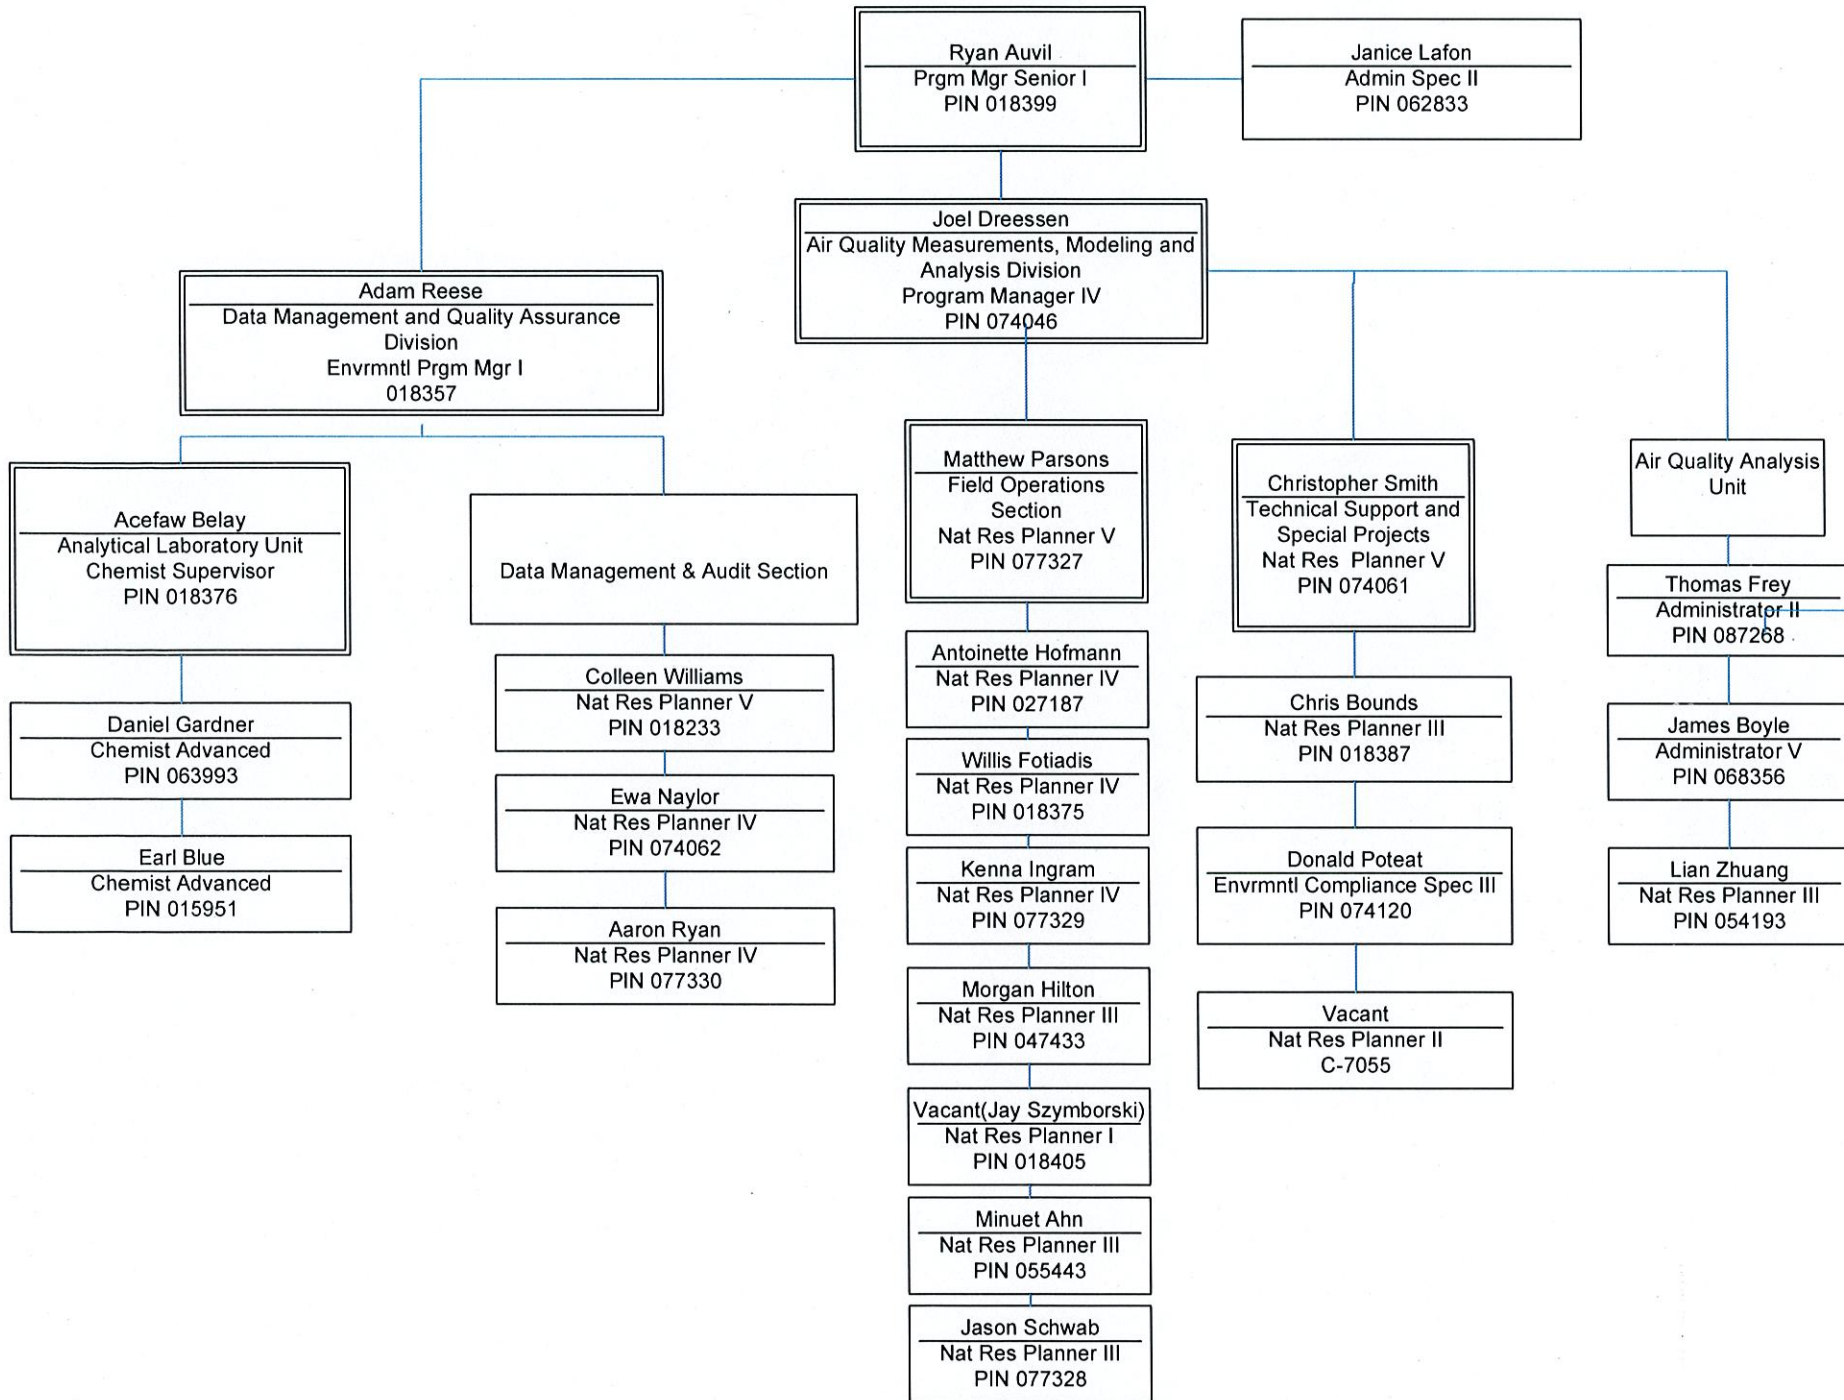 Ryan Auvil
Prgm Mgr Senior I
PIN 018399
Janice Lafon
Admin Spec II
PIN 062833
Joel Dreessen
Air Quality Measurements, Modeling and
Analysis Division
Program Manager IV
PIN 074046
Adam Reese
Data Management and Quality Assurance
Division
Envrmntl Prgm Mgr I
018357
Acefaw Belay
Analytical Laboratory Unit
Chemist Supervisor
PIN 018376
Daniel Gardner
Chemist Advanced
PIN 063993
Earl Blue
Chemist Advanced
PIN 015951
Data Management & Audit Section
Colleen Williams
Nat Res Planner V
PIN 018233
Ewa Naylor
Nat Res Planner IV
PIN 074062
Aaron Ryan
Nat Res Planner IV
PIN 077330
Matthew Parsons
Field Operations
Section
Nat Res Planner V
PIN 077327
Antoinette Hofmann
Nat Res Planner IV
PIN 027187
Willis Fotiadis
Nat Res Planner IV
PIN 018375
Kenna Ingram
Nat Res Planner IV
PIN 077329
Morgan Hilton
Nat Res Planner III
PIN 047433
Vacant(Jay Szymborski)
Nat Res Planner I
PIN 018405
Minuet Ahn
Nat Res Planner III
PIN 055443
Jason Schwab
Nat Res Planner III
PIN 077328
Christopher Smith
Technical Support and
Special Projects
Nat Res Planner V
PIN 074061
Chris Bounds
Nat Res Planner III
PIN 018387
Donald Poteat
Envrmntl Compliance Spec III
PIN 074120
Vacant
Nat Res Planner II
C-7055
Air Quality Analysis
Unit
Thomas Frey
Administrator II
PIN 087268
James Boyle
Administrator V
PIN 068356
Lian Zhuang
Nat Res Planner III
PIN 054193